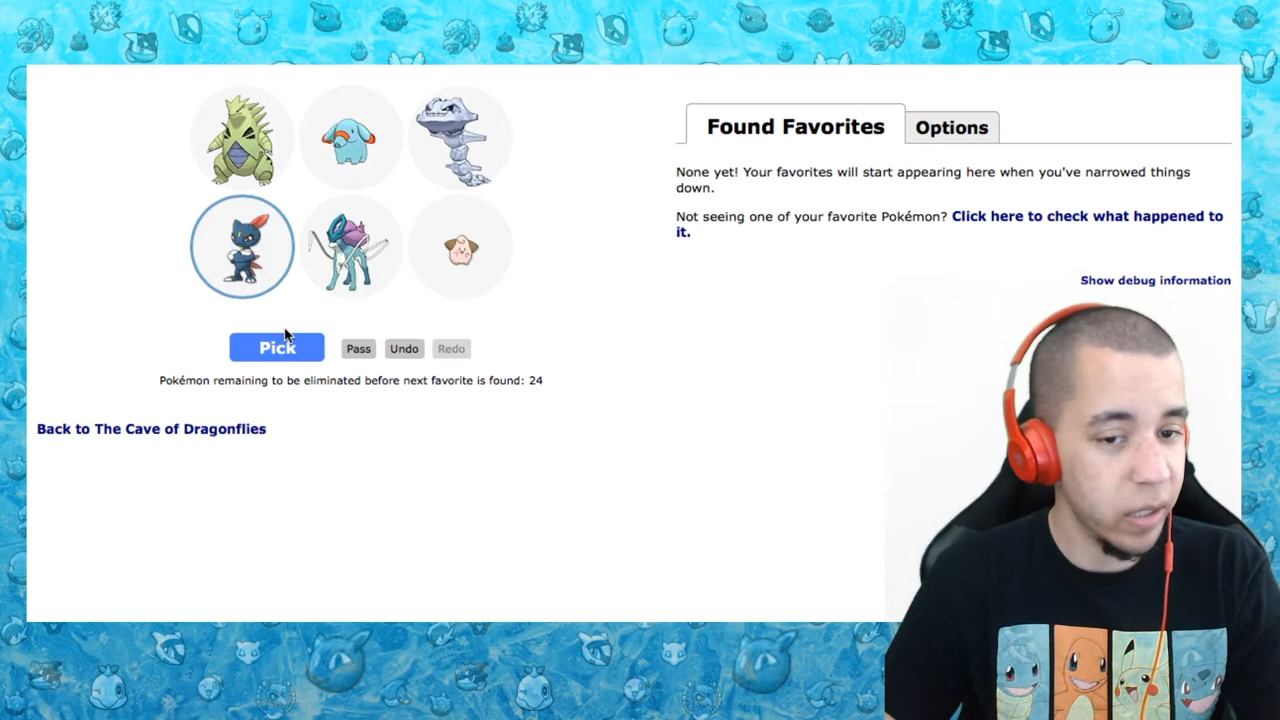 Found Favorites
Options
None yet! Your favorites will start appearing here when you've narrowed things
down.
Not seeing one of your favorite Pokémon? Click here to check what happened to
it.
Show debug information
Pick
Pass
Undo
Redo
Pokémon remaining to be eliminated before next favorite is found: 24
Back to The Cave of Dragonflies